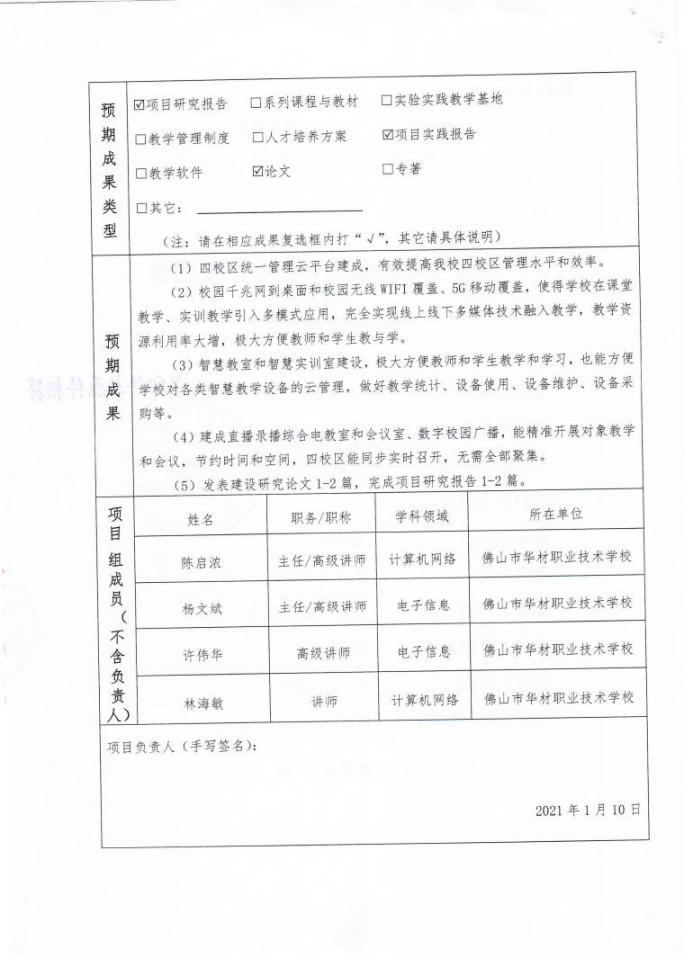 预期成果类型
☑项目研究报告 □系列课程与教材 □实验实践教学基地
□教学管理制度 □人才培养方案 ☑项目实践报告
□教学软件 ☑论文 □专著
□其它：
（注：请在相应成果复选框内打“√”，其它请具体说明）
预期成果
（1）四校区统一管理云平台建成，有效提高我校四校区管理水平和效率。
（2）校园千兆网到桌面和校园无线 WIFI 覆盖、5G 移动覆盖，使得学校在课堂
教学、实训教学引入多模式应用，完全实现线上线下多媒体技术融入教学，教学资
源利用率大增，极大方便教师和学生教与学。
（3）智慧教室和智慧实训室建设，极大方便教师和学生教学和学习，也能方便
学校对各类智慧教学设备的云管理，做好教学统计、设备使用、设备维护、设备采
购等。
（4）建成直播录播综合电教室和会议室、数字校园广播，能精准开展对象教学
和会议，节约时间和空间，四校区能同步实时召开，无需全部聚集。
（5）发表建设研究论文 1-2 篇，完成项目研究报告 1-2 篇。
项目组成员（不含负责人）
姓名 职务/职称 学科领域 所在单位
陈启浓 主任/高级讲师 计算机网络 佛山市华材职业技术学校
杨文斌 主任/高级讲师 电子信息 佛山市华材职业技术学校
许伟华 高级讲师 电子信息 佛山市华材职业技术学校
林海敏 讲师 计算机网络 佛山市华材职业技术学校
项目负责人（手写签名）：
2021 年 1 月 10 日